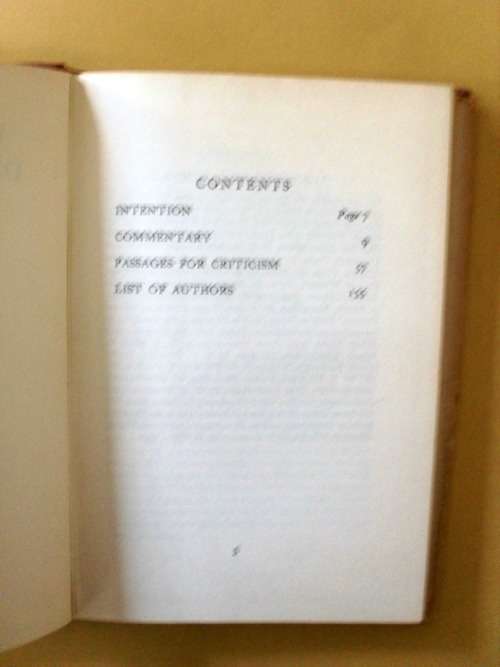 CONTENTS
INTENTION Page 7
COMMENTARY 9
PASSAGES FOR CRITICISM 57
LIST OF AUTHORS 155
5